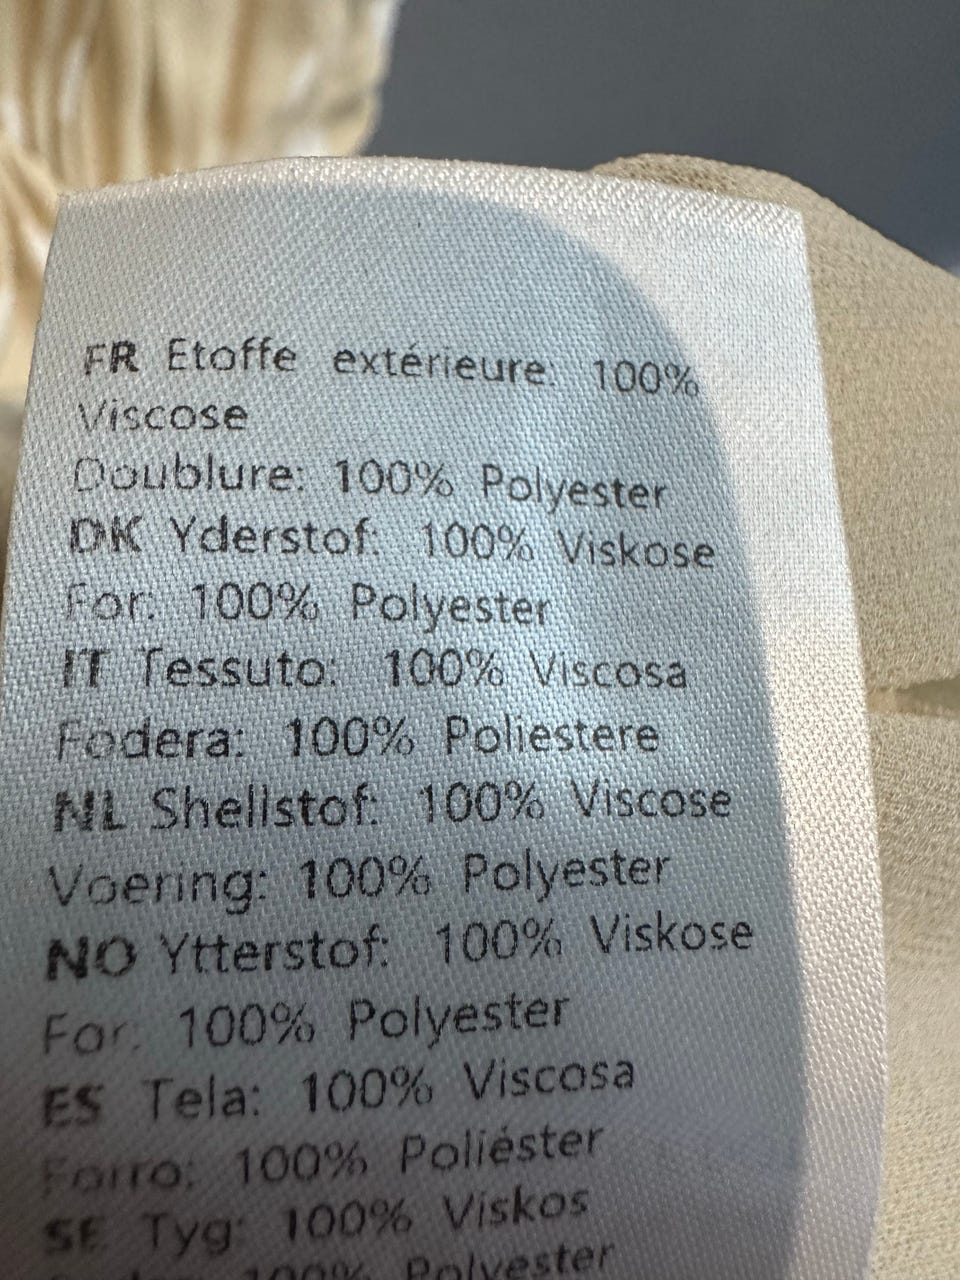 FR Etoffe extérieure: 100%
Viscose
Doublure: 100% Polyester
DK Yderstof: 100% Viskose
For: 100% Polyester
IT Tessuto: 100% Viscosa
Fodera: 100% Poliestere
NL Shellstof: 100% Viscose
Voering: 100% Polyester
NO Ytterstof: 100% Viskose
For: 100% Polyester
ES Tela: 100% Viscosa
Forro: 100% Poliéster
SE Tyg: 100% Viskos
100% Polyester